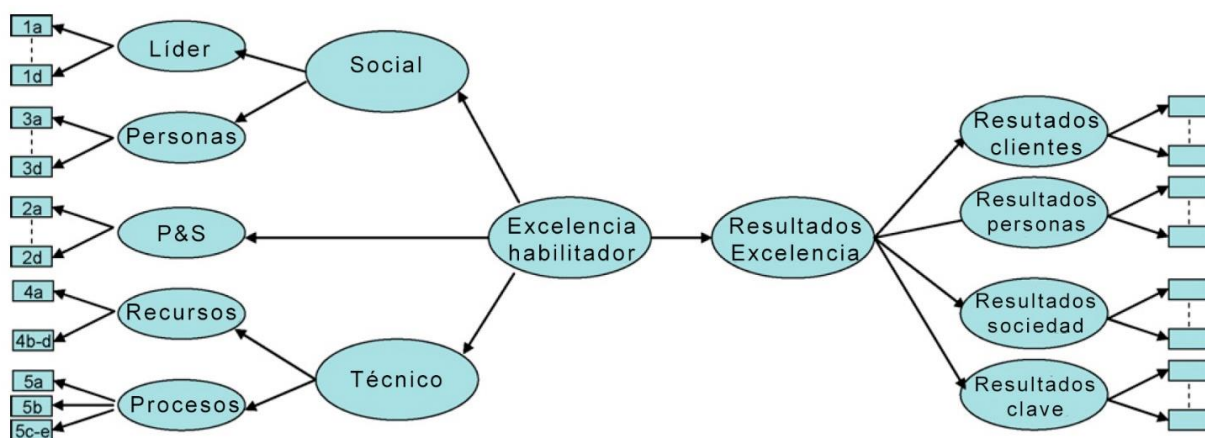 1a
1d
Líder
Social
3a
3d
Personas
2a
2d
P&S
Excelencia
habilitador
Resultados
Excelencia
4a
4b-d
Recursos
5a
5b
5c-e
Procesos
Técnico
Resutados
clientes
Resultados
personas
Resultados
sociedad
Resultados
clave